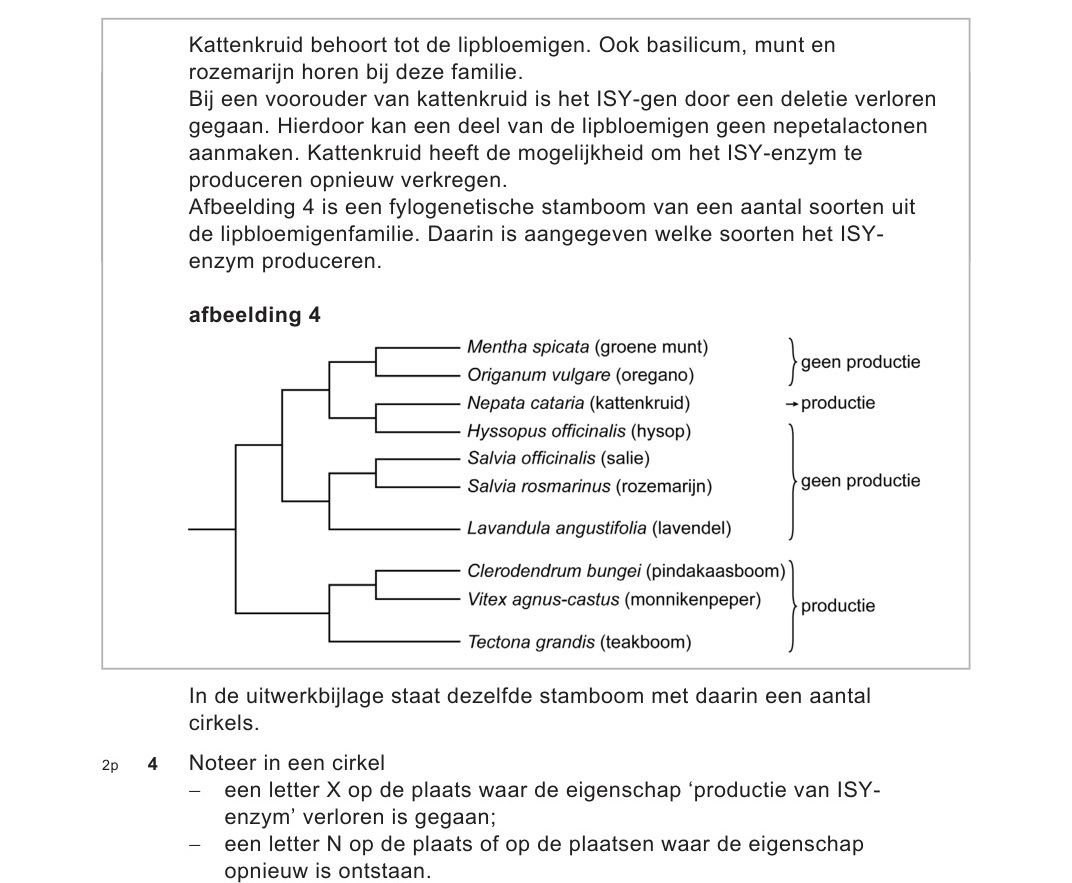 Kattenkruid behoort tot de lipbloemigen. Ook basilicum, munt en
rozemarijn horen bij deze familie.
Bij een voorouder van kattenkruid is het ISY-gen door een deletie verloren
gegaan. Hierdoor kan een deel van de lipbloemigen geen nepetalactonen
aanmaken. Kattenkruid heeft de mogelijkheid om het ISY-enzym te
produceren opnieuw verkregen.
Afbeelding 4 is een fylogenetische stamboom van een aantal soorten uit
de lipbloemigenfamilie. Daarin is aangegeven welke soorten het ISY-
enzym produceren.
afbeelding 4
Mentha spicata (groene munt)
Origanum vulgare (oregano)
geen productie
Nepata cataria (kattenkruid)
productie
Hyssopus officinalis (hysop)
Salvia officinalis (salie)
Salvia rosmarinus (rozemarijn)
Lavandula angustifolia (lavendel)
geen productie
Clerodendrum bungei (pindakaasboom)
Vitex agnus-castus (monnikenpeper)
Tectona grandis (teakboom)
productie
In de uitwerkbijlage staat dezelfde stamboom met daarin een aantal
cirkels.
2p 4 Noteer in een cirkel
– een letter X op de plaats waar de eigenschap ‘productie van ISY-
enzym’ verloren is gegaan;
– een letter N op de plaats of op de plaatsen waar de eigenschap
opnieuw is ontstaan.